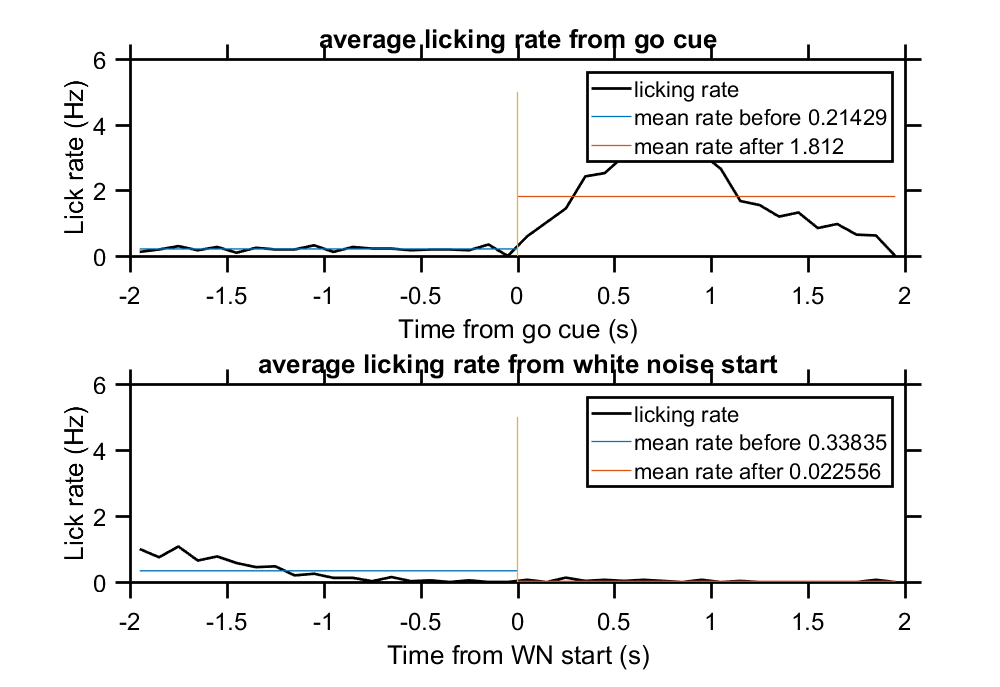 average licking rate from go cue
6
4
2
0
Lick rate (Hz)
licking rate
mean rate before 0.21429
mean rate after 1.812
-2 -1.5 -1 -0.5 0 0.5 1 1.5 2
Time from go cue (s)
average licking rate from white noise start
6
4
2
0
Lick rate (Hz)
licking rate
mean rate before 0.33835
mean rate after 0.022556
-2 -1.5 -1 -0.5 0 0.5 1 1.5 2
Time from WN start (s)